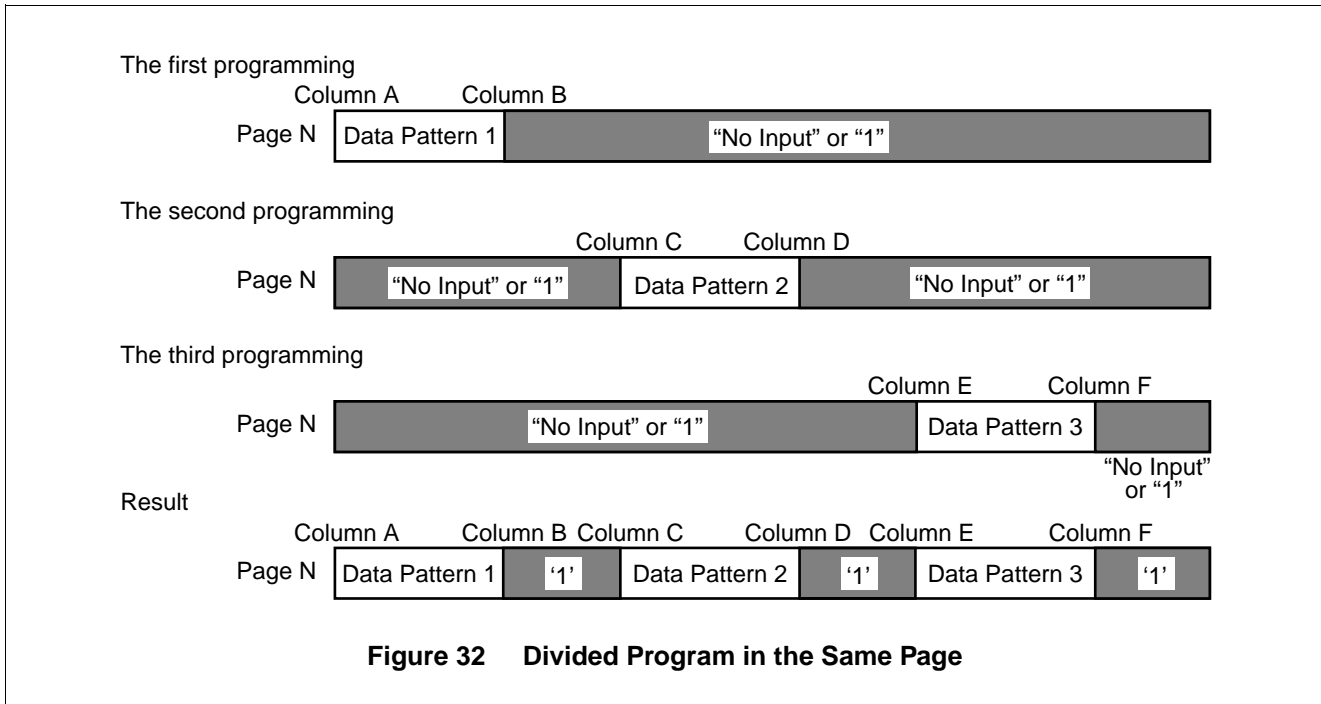 The first programming
Column A Column B
Page N Data Pattern 1 “No Input” or “1”
The second programming
Column C Column D
Page N “No Input” or “1” Data Pattern 2 “No Input” or “1”
The third programming
Column E Column F
Page N “No Input” or “1” Data Pattern 3
“No Input”
or “1”
Result
Column A Column B Column C Column D Column E Column F
Page N Data Pattern 1 ‘1’ Data Pattern 2 ‘1’ Data Pattern 3 ‘1’
Figure 32 Divided Program in the Same Page